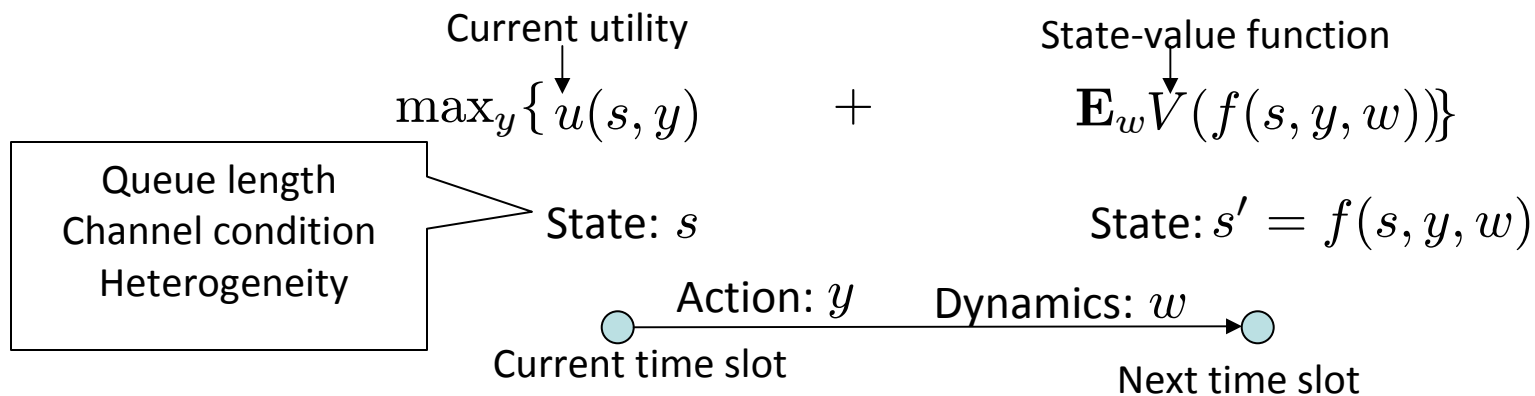 Current utility
State-value function
max_y{ u(s, y) + E_wV(f(s, y, w))}
Queue length
Channel condition
Heterogeneity
State: s
State: s′ = f(s, y, w)
Action: y
Dynamics: w
Current time slot
Next time slot